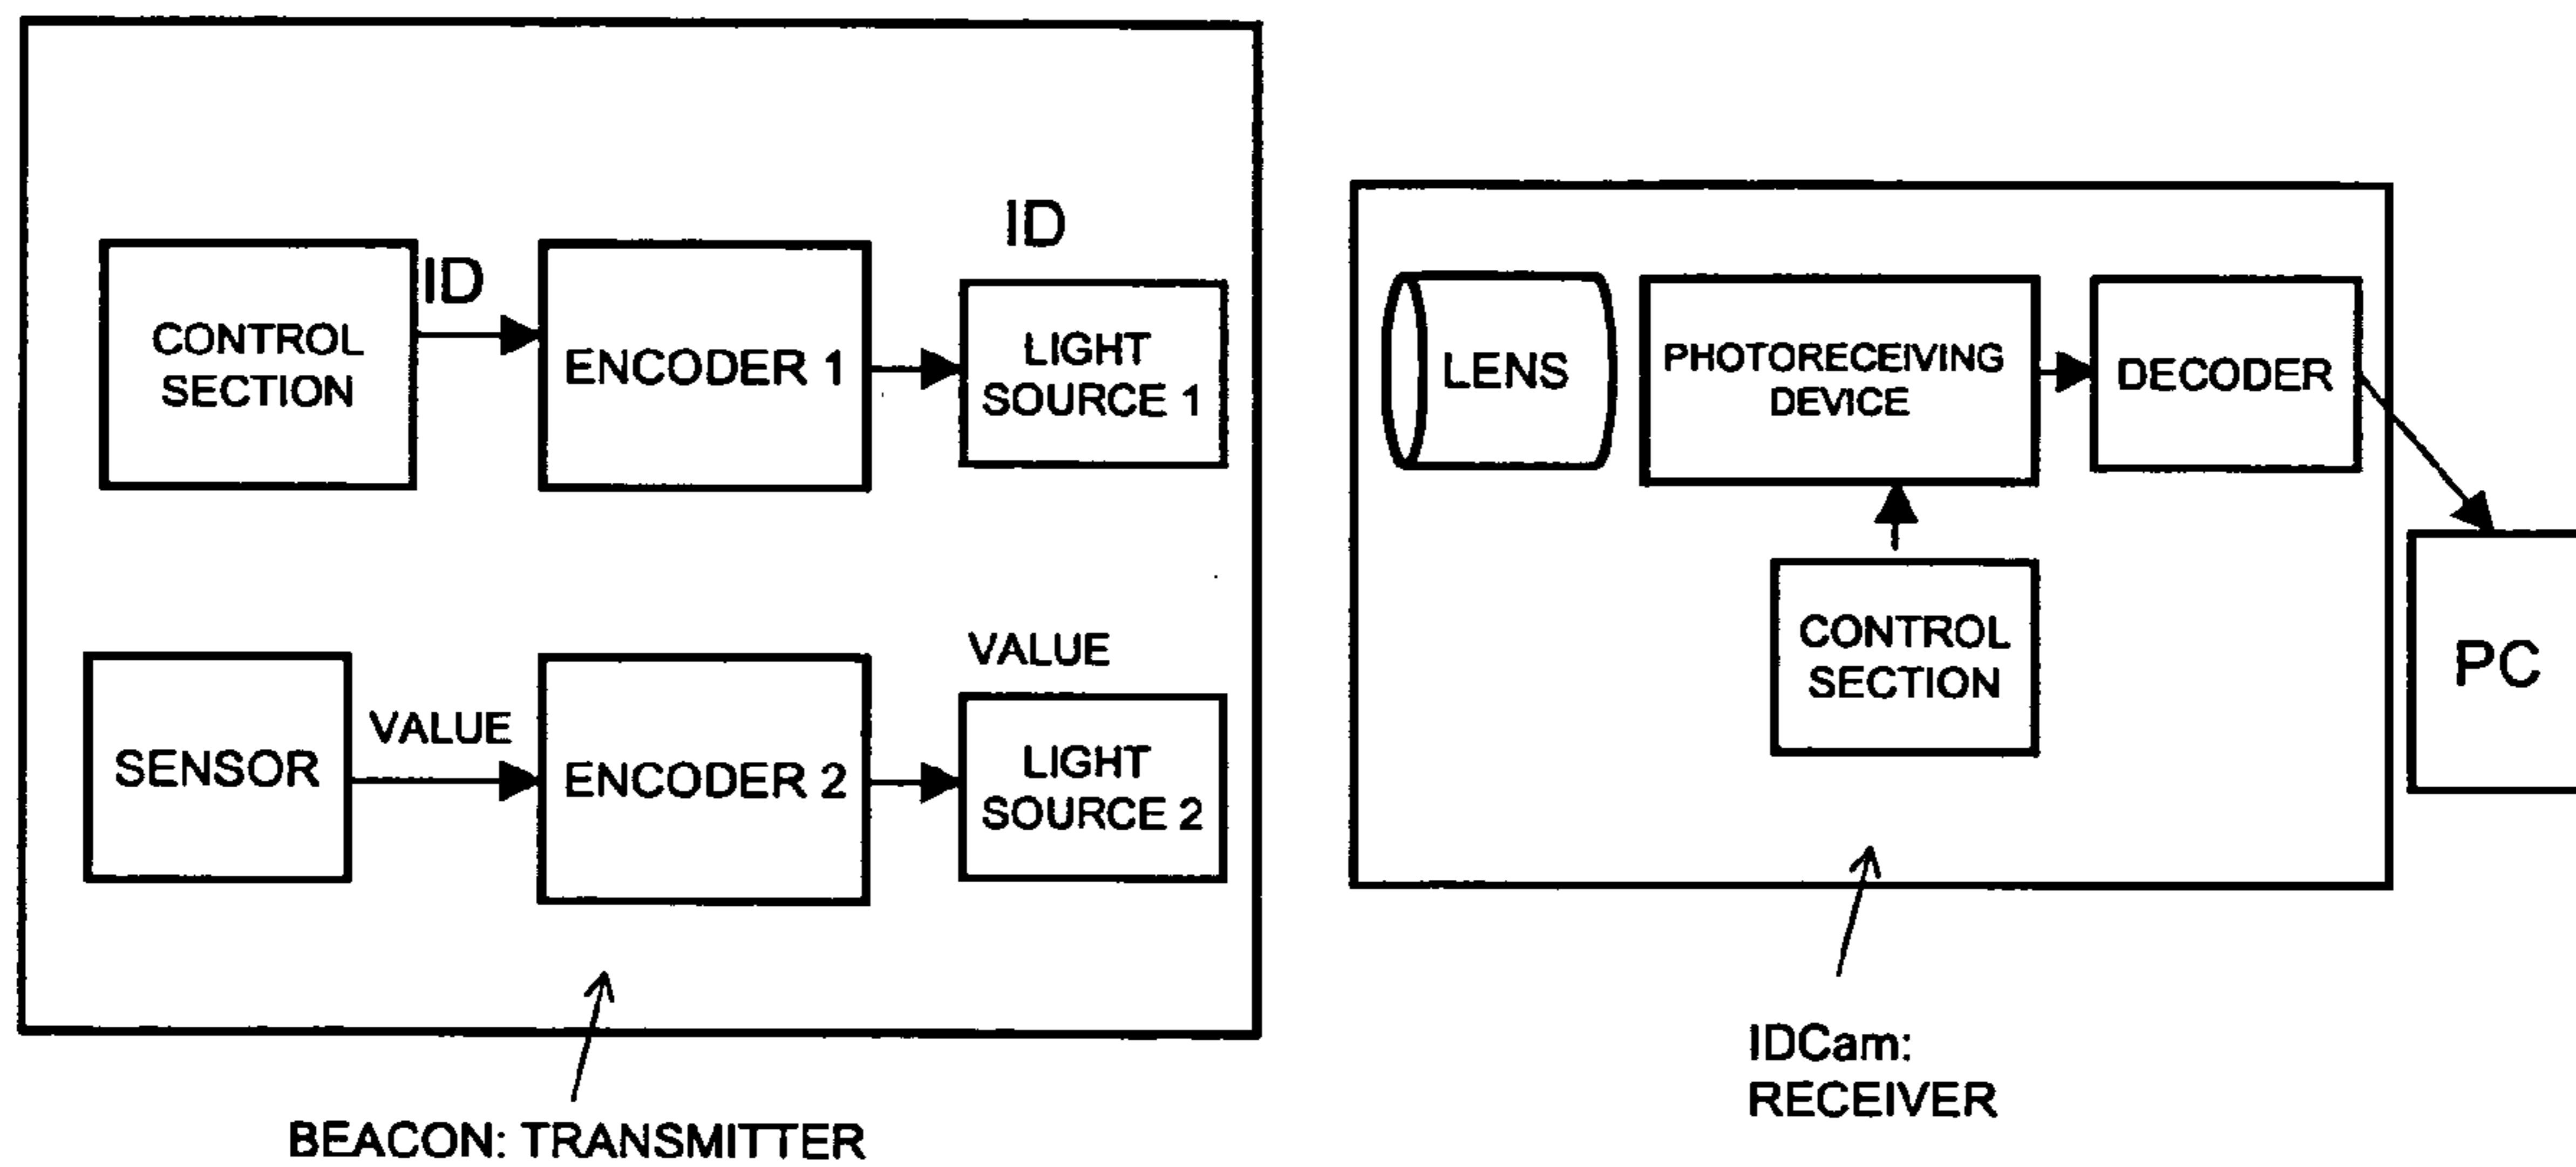 ID
CONTROL
SECTION
ID
ENCODER 1
LIGHT
SOURCE 1
SENSOR
VALUE
ENCODER 2
VALUE
LIGHT
SOURCE 2
BEACON: TRANSMITTER
LENS
PHOTORECEIVING
DEVICE
DECODER
CONTROL
SECTION
PC
IDCam:
RECEIVER